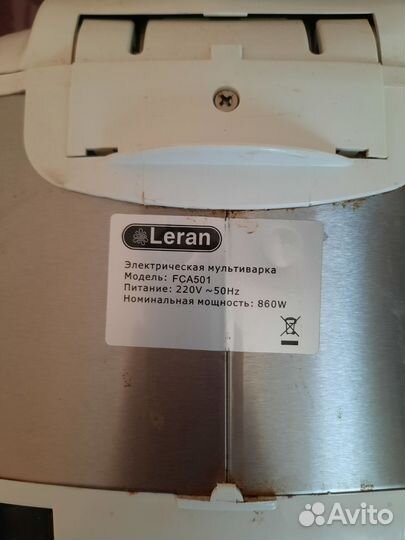 Leran
Электрическая мультиварка
Модель: FCA501
Питание: 220V ~50Hz
Номинальная мощность: 860W
Avito